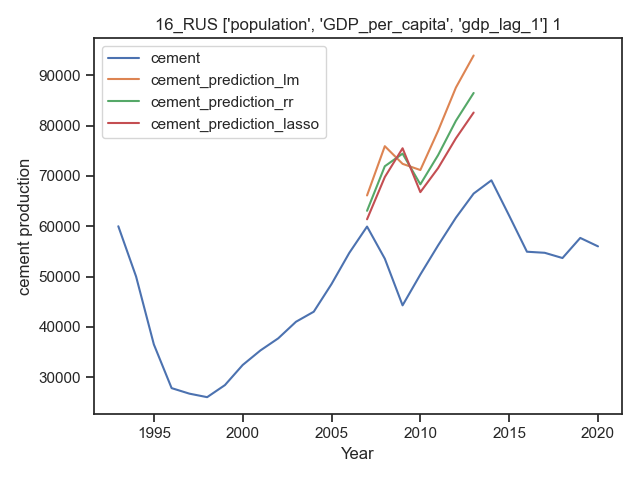 16_RUS ['population', 'GDP_per_capita', 'gdp_lag_1'] 1
cement
cement_prediction_lm
cement_prediction_rr
cement_prediction_lasso
cement production
90000
80000
70000
60000
50000
40000
30000
1995 2000 2005 2010 2015 2020
Year